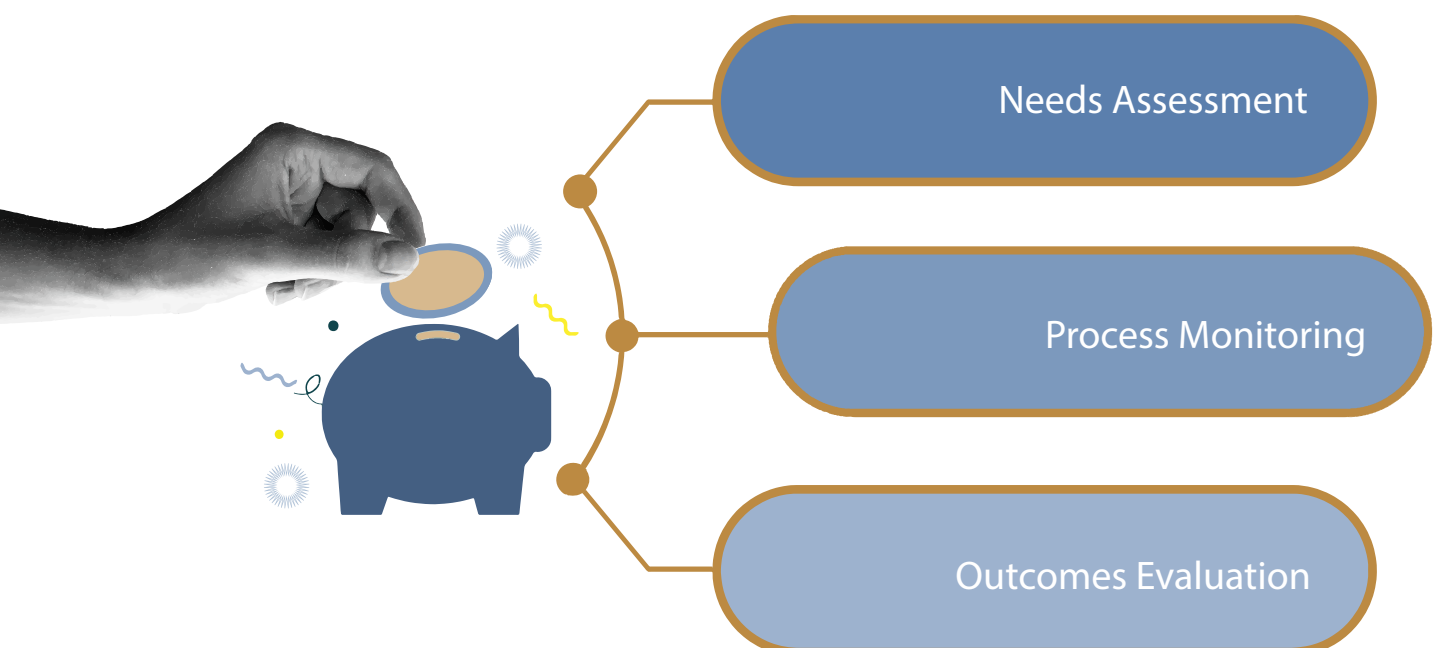 Needs Assessment
Process Monitoring
Outcomes Evaluation